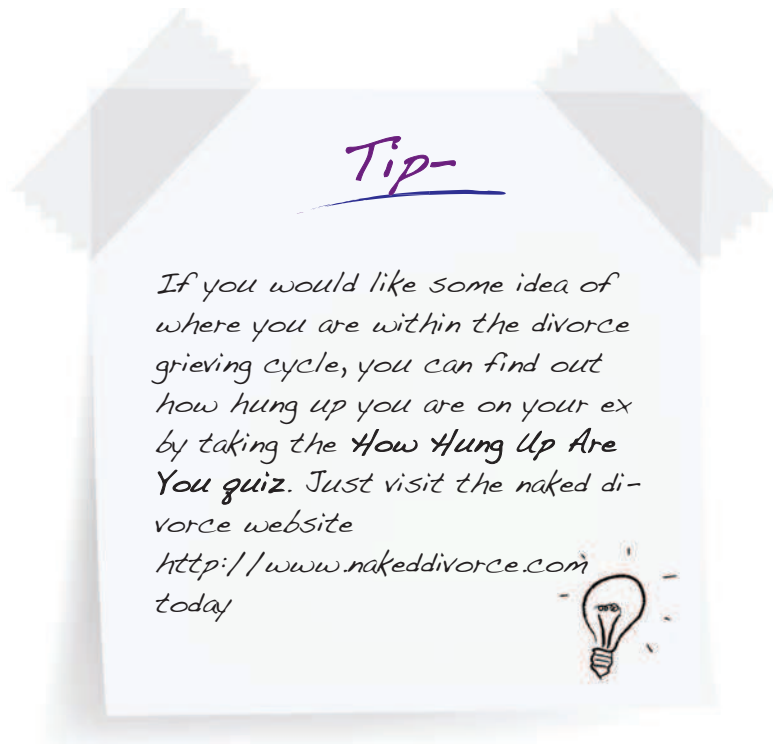 Tip-
If you would like some idea of
where you are within the divorce
grieving cycle, you can find out
how hung up you are on your ex
by taking the How Hung Up Are
You quiz. Just visit the naked di-
vorce website
http://www.nakeddivorce.com
today